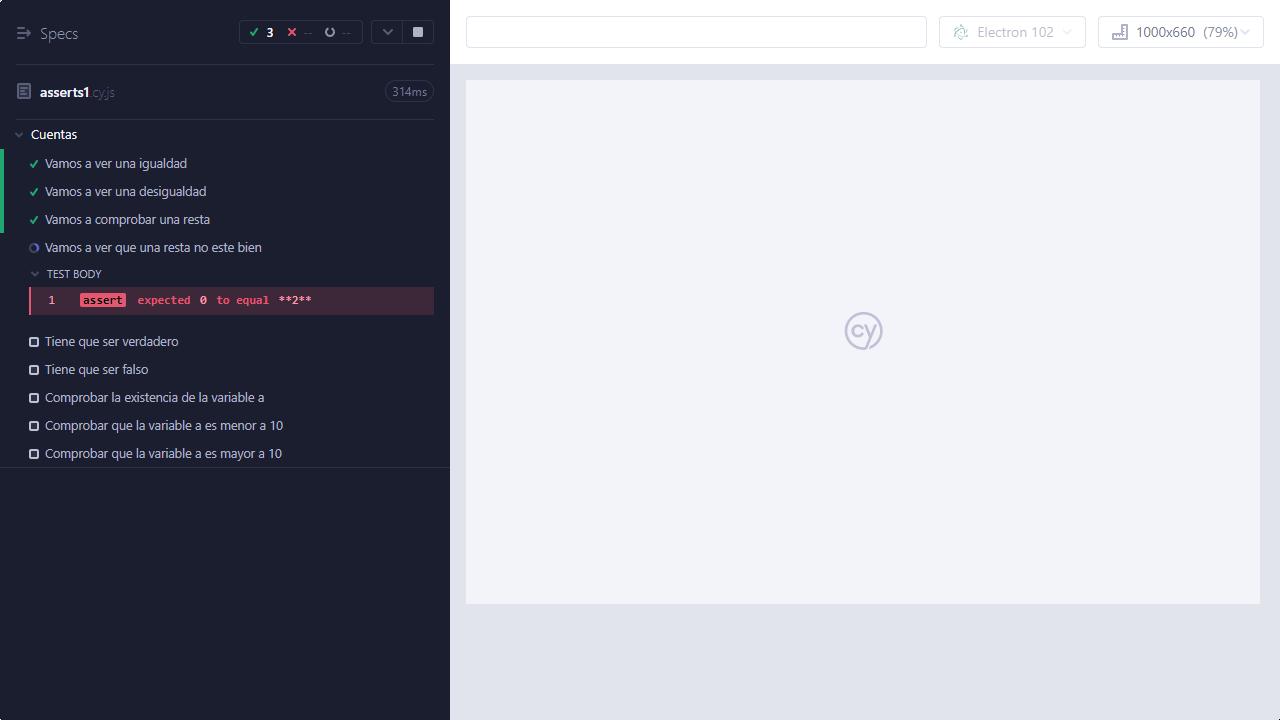 Specs
3 -- --
asserts1.cy.js 314ms
Cuentas
Vamos a ver una igualdad
Vamos a ver una desigualdad
Vamos a comprobar una resta
Vamos a ver que una resta no este bien
TEST BODY
1 assert expected 0 to equal **2**
Tiene que ser verdadero
Tiene que ser falso
Comprobar la existencia de la variable a
Comprobar que la variable a es menor a 10
Comprobar que la variable a es mayor a 10
Electron 102
1000x660 (79%)
cy